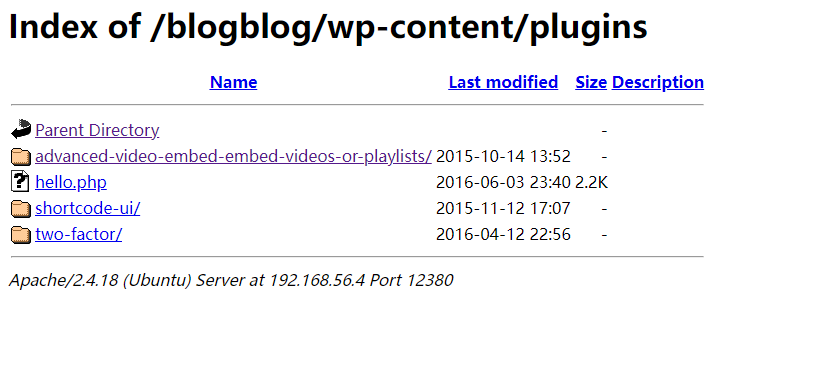 Index of /blogblog/wp-content/plugins
Name Last modified Size Description
Parent Directory -
advanced-video-embed-embed-videos-or-playlists/ 2015-10-14 13:52 -
hello.php 2016-06-03 23:40 2.2K
shortcode-ui/ 2015-11-12 17:07 -
two-factor/ 2016-04-12 22:56 -
Apache/2.4.18 (Ubuntu) Server at 192.168.56.4 Port 12380